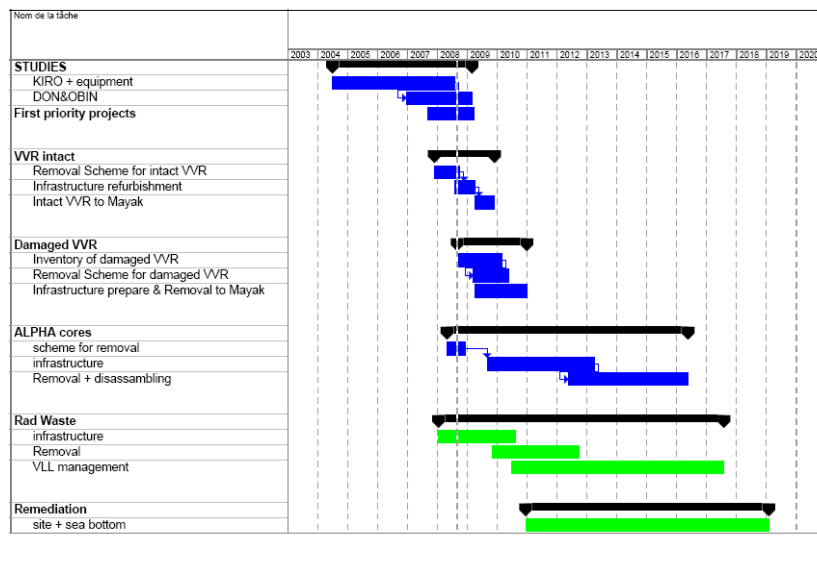 Nom de la tâche
2003 2004 2005 2006 2007 2008 2009 2010 2011 2012 2013 2014 2015 2016 2017 2018 2019 2020
STUDIES
KIRO + equipment
DON&OBIN
First priority projects
VVR intact
Removal Scheme for intact VVR
Infrastructure refurbishment
Intact VVR to Mayak
Damaged VVR
Inventory of damaged VVR
Removal Scheme for damaged VVR
Infrastructure prepare & Removal to Mayak
ALPHA cores
scheme for removal
infrastructure
Removal + disassambling
Rad Waste
infrastructure
Removal
VLL management
Remediation
site + sea bottom